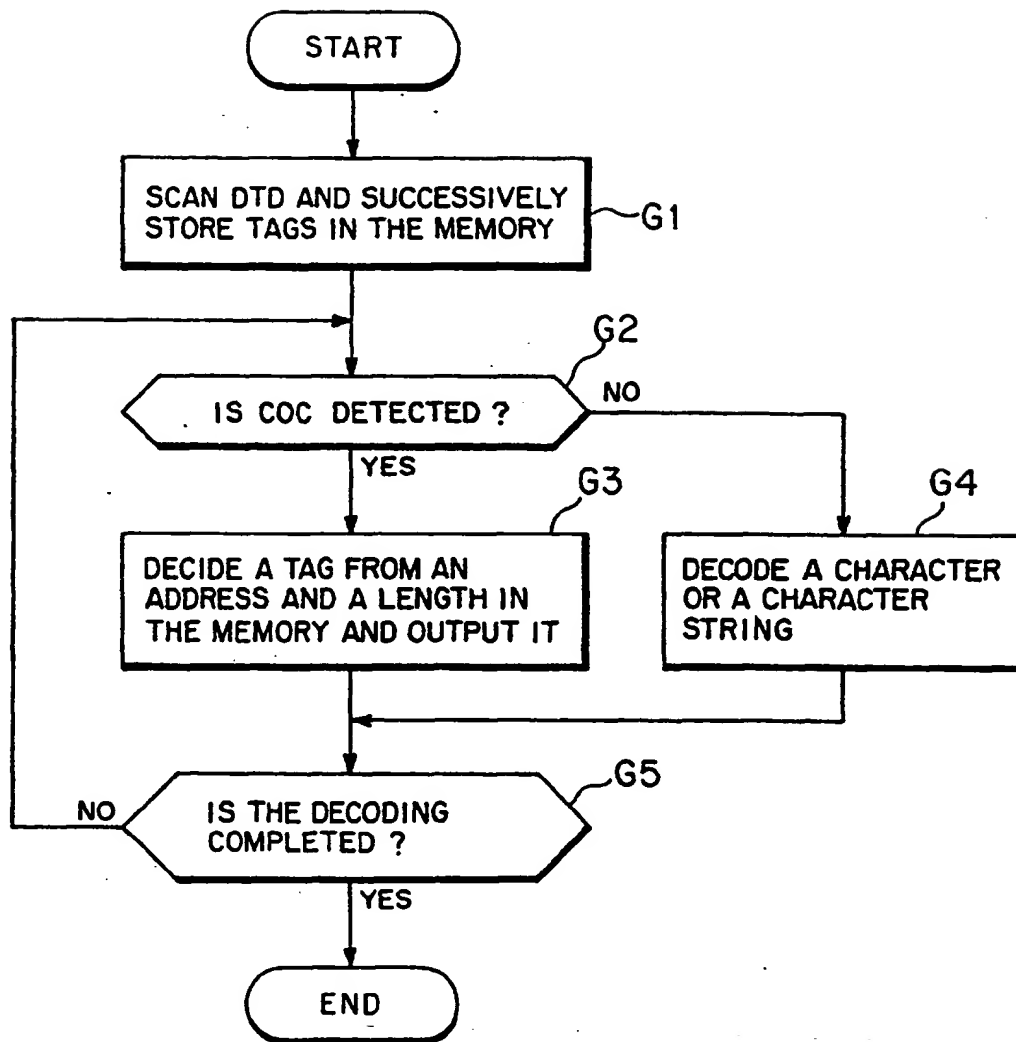 START
SCAN DTD AND SUCCESSIVELY
STORE TAGS IN THE MEMORY
G1
G2
IS COC DETECTED ?
NO
YES
G3
G4
DECIDE A TAG FROM AN
ADDRESS AND A LENGTH IN
THE MEMORY AND OUTPUT IT
DECODE A CHARACTER
OR A CHARACTER
STRING
G5
NO
IS THE DECODING
COMPLETED ?
YES
END